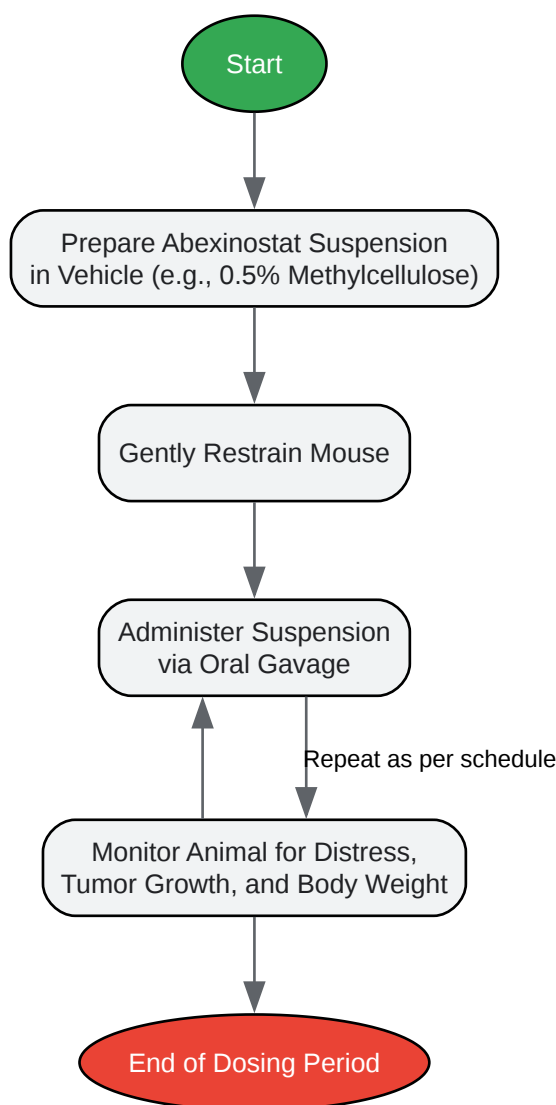 Start
Prepare Abexinostat Suspension
in Vehicle (e.g., 0.5% Methylcellulose)
Gently Restrain Mouse
Administer Suspension
via Oral Gavage
Repeat as per schedule
Monitor Animal for Distress,
Tumor Growth, and Body Weight
End of Dosing Period